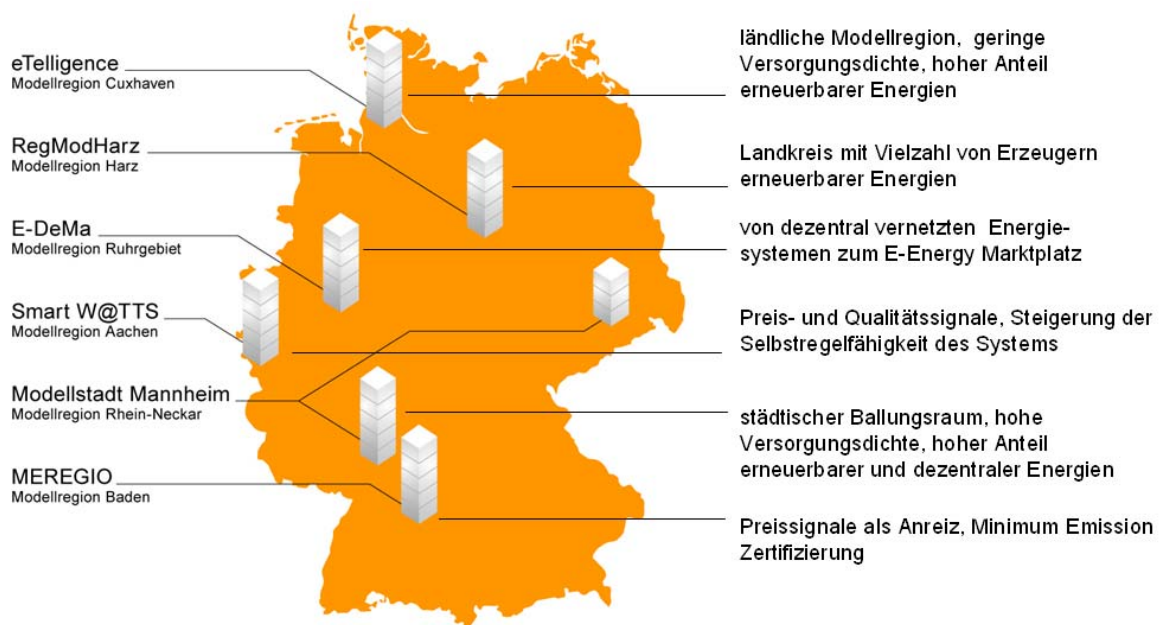 eTelligence
Modellregion Cuxhaven
RegModHarz
Modellregion Harz
E-DeMa
Modellregion Ruhrgebiet
Smart W@TTS
Modellregion Aachen
Modellstadt Mannheim
Modellregion Rhein-Neckar
MEREGIO
Modellregion Baden
ländliche Modellregion, geringe
Versorgungsdichte, hoher Anteil
erneuerbarer Energien
Landkreis mit Vielzahl von Erzeugern
erneuerbarer Energien
von dezentral vernetzten Energie-
systemen zum E-Energy Marktplatz
Preis- und Qualitätssignale, Steigerung der
Selbstregelfähigkeit des Systems
städtischer Ballungsraum, hohe
Versorgungsdichte, hoher Anteil
erneuerbarer und dezentraler Energien
Preissignale als Anreiz, Minimum Emission
Zertifizierung